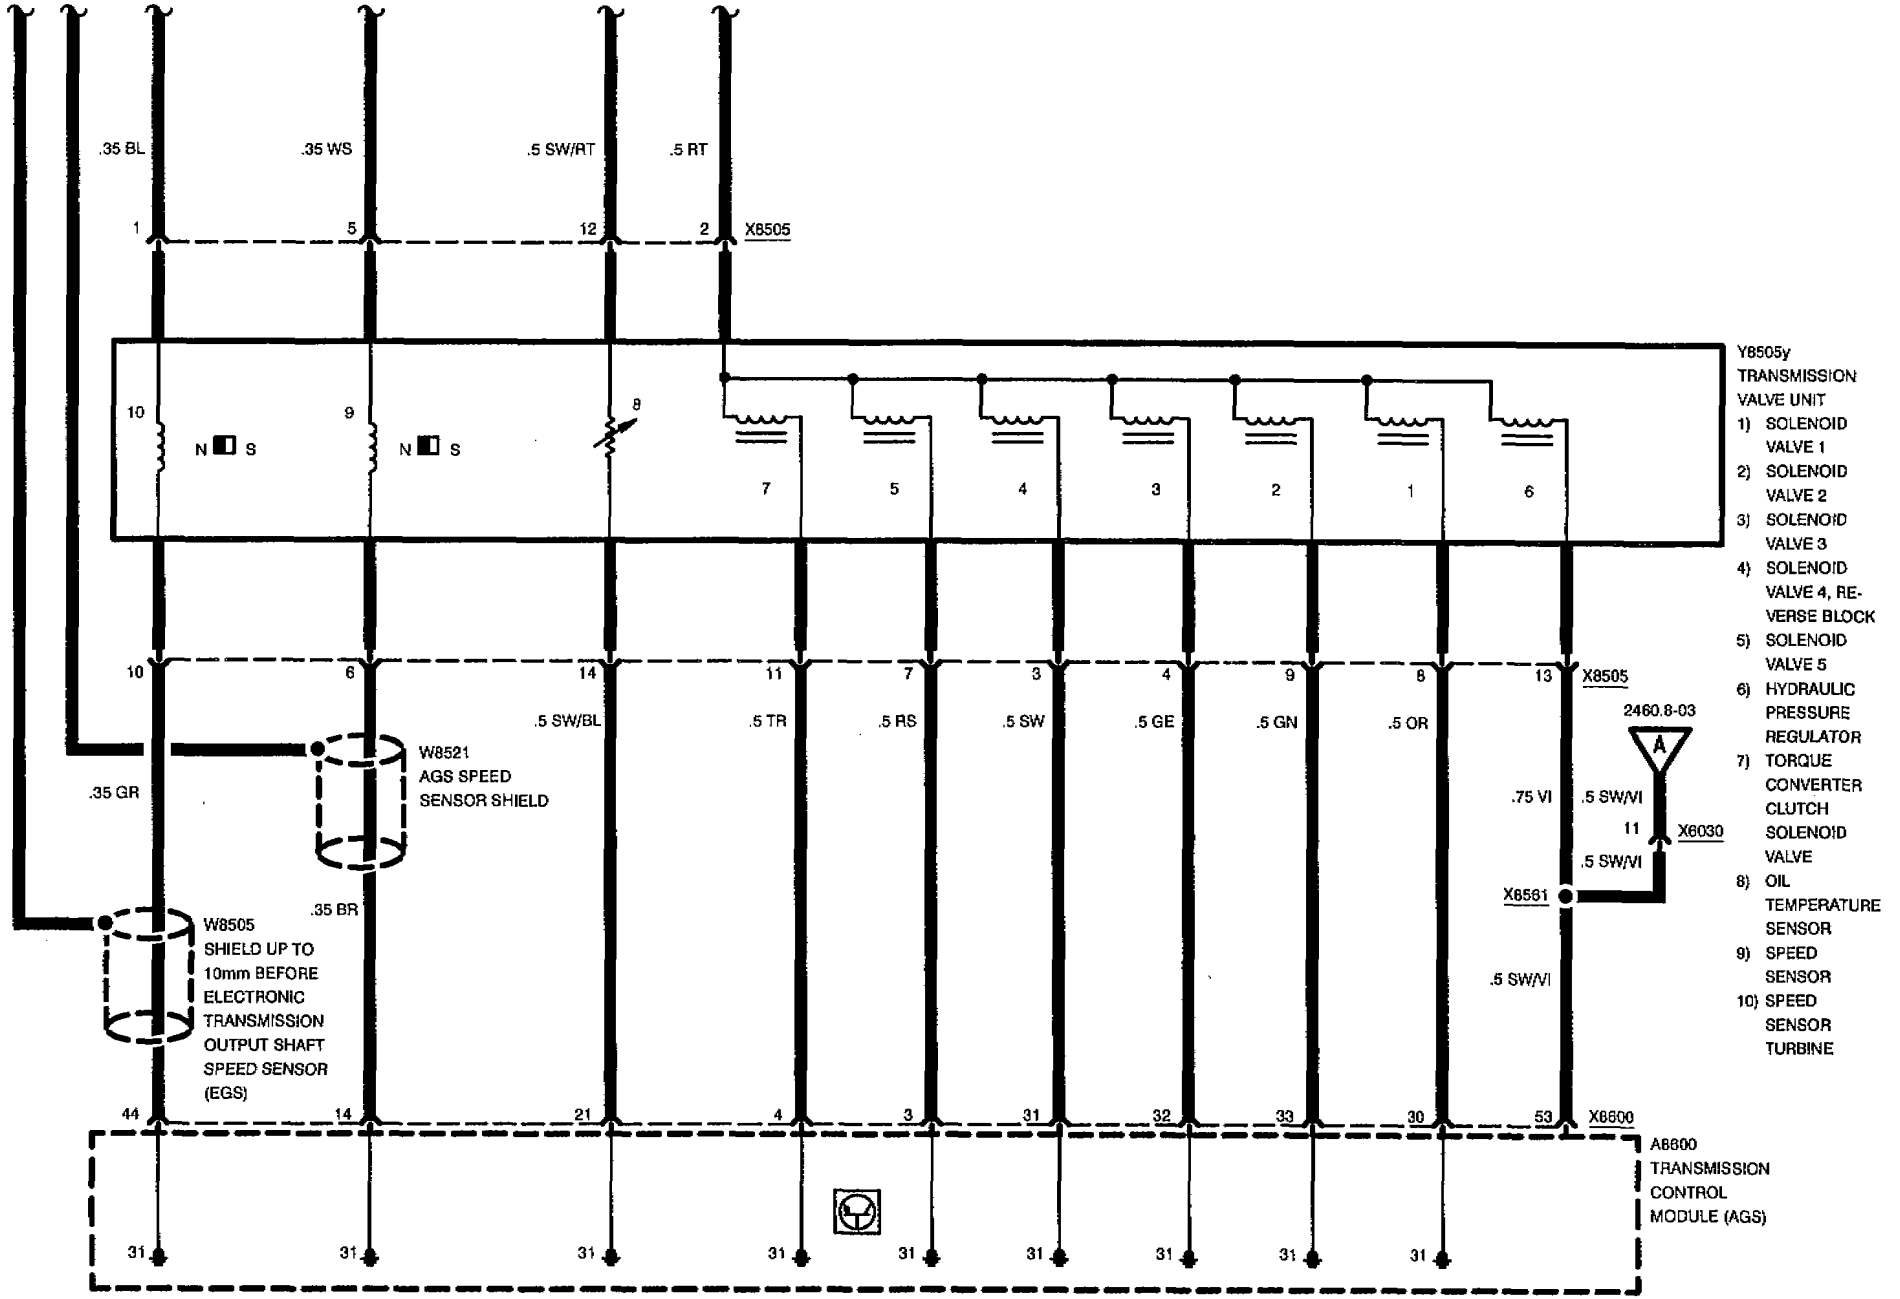 .35 BL .35 WS .5 SW/RT .5 RT
1 5 12 2 X8505
10 9 8
N S N S
7 5 4 3 2 1 6
Y8505y
TRANSMISSION
VALVE UNIT
1) SOLENOID
VALVE 1
2) SOLENOID
VALVE 2
3) SOLENOID
VALVE 3
4) SOLENOID
VALVE 4, RE-
VERSE BLOCK
5) SOLENOID
VALVE 5
6) HYDRAULIC
PRESSURE
REGULATOR
7) TORQUE
CONVERTER
CLUTCH
SOLENOID
VALVE
8) OIL
TEMPERATURE
SENSOR
9) SPEED
SENSOR
10) SPEED
SENSOR
TURBINE
10 6 14 11 7 3 4 9 8 13 X8505
.5 SW/BL .5 TR .5 RS .5 SW .5 GE .5 GN .5 OR
2460.8-03
A
W8521
AGS SPEED
SENSOR SHIELD
.35 GR
.75 VI .5 SW/VI
11 X6030
.5 SW/VI
X8561
.35 BR
W8505
SHIELD UP TO
10mm BEFORE
ELECTRONIC
TRANSMISSION
OUTPUT SHAFT
SPEED SENSOR
(EGS)
.5 SW/VI
44 14 21 4 3 31 32 33 30 53 X8600
A8600
TRANSMISSION
CONTROL
MODULE (AGS)
31 31 31 31 31 31 31 31 31